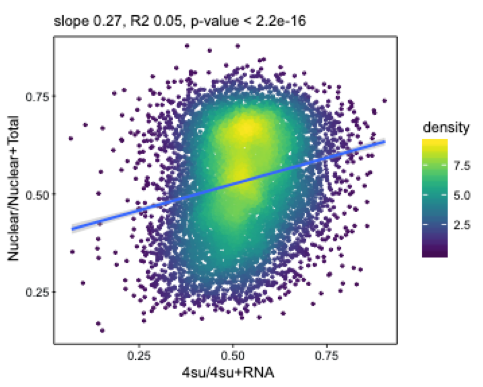 slope 0.27, R2 0.05, p-value < 2.2e-16
Nuclear/Nuclear+Total
0.75
0.50
0.25
0.25
0.50
0.75
4su/4su+RNA
density
7.5
5.0
2.5